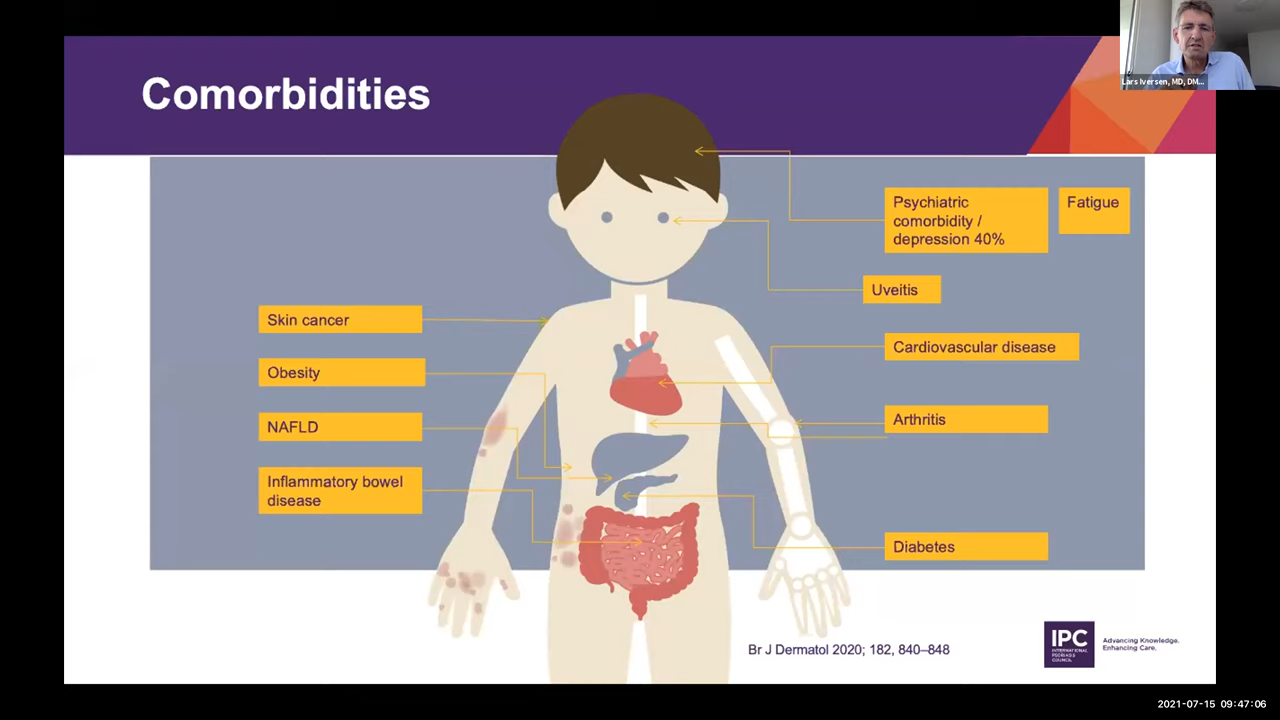 Comorbidities
Lars Iversen, MD, DM...
Psychiatric
comorbidity /
depression 40%
Fatigue
Uveitis
Skin cancer
Cardiovascular disease
Obesity
Arthritis
NAFLD
Inflammatory bowel
disease
Diabetes
Br J Dermatol 2020; 182, 840–848
IPC
INTERNATIONAL
PSORIASIS
COUNCIL
Advancing Knowledge.
Enhancing Care.
2021-07-15 09:47:06